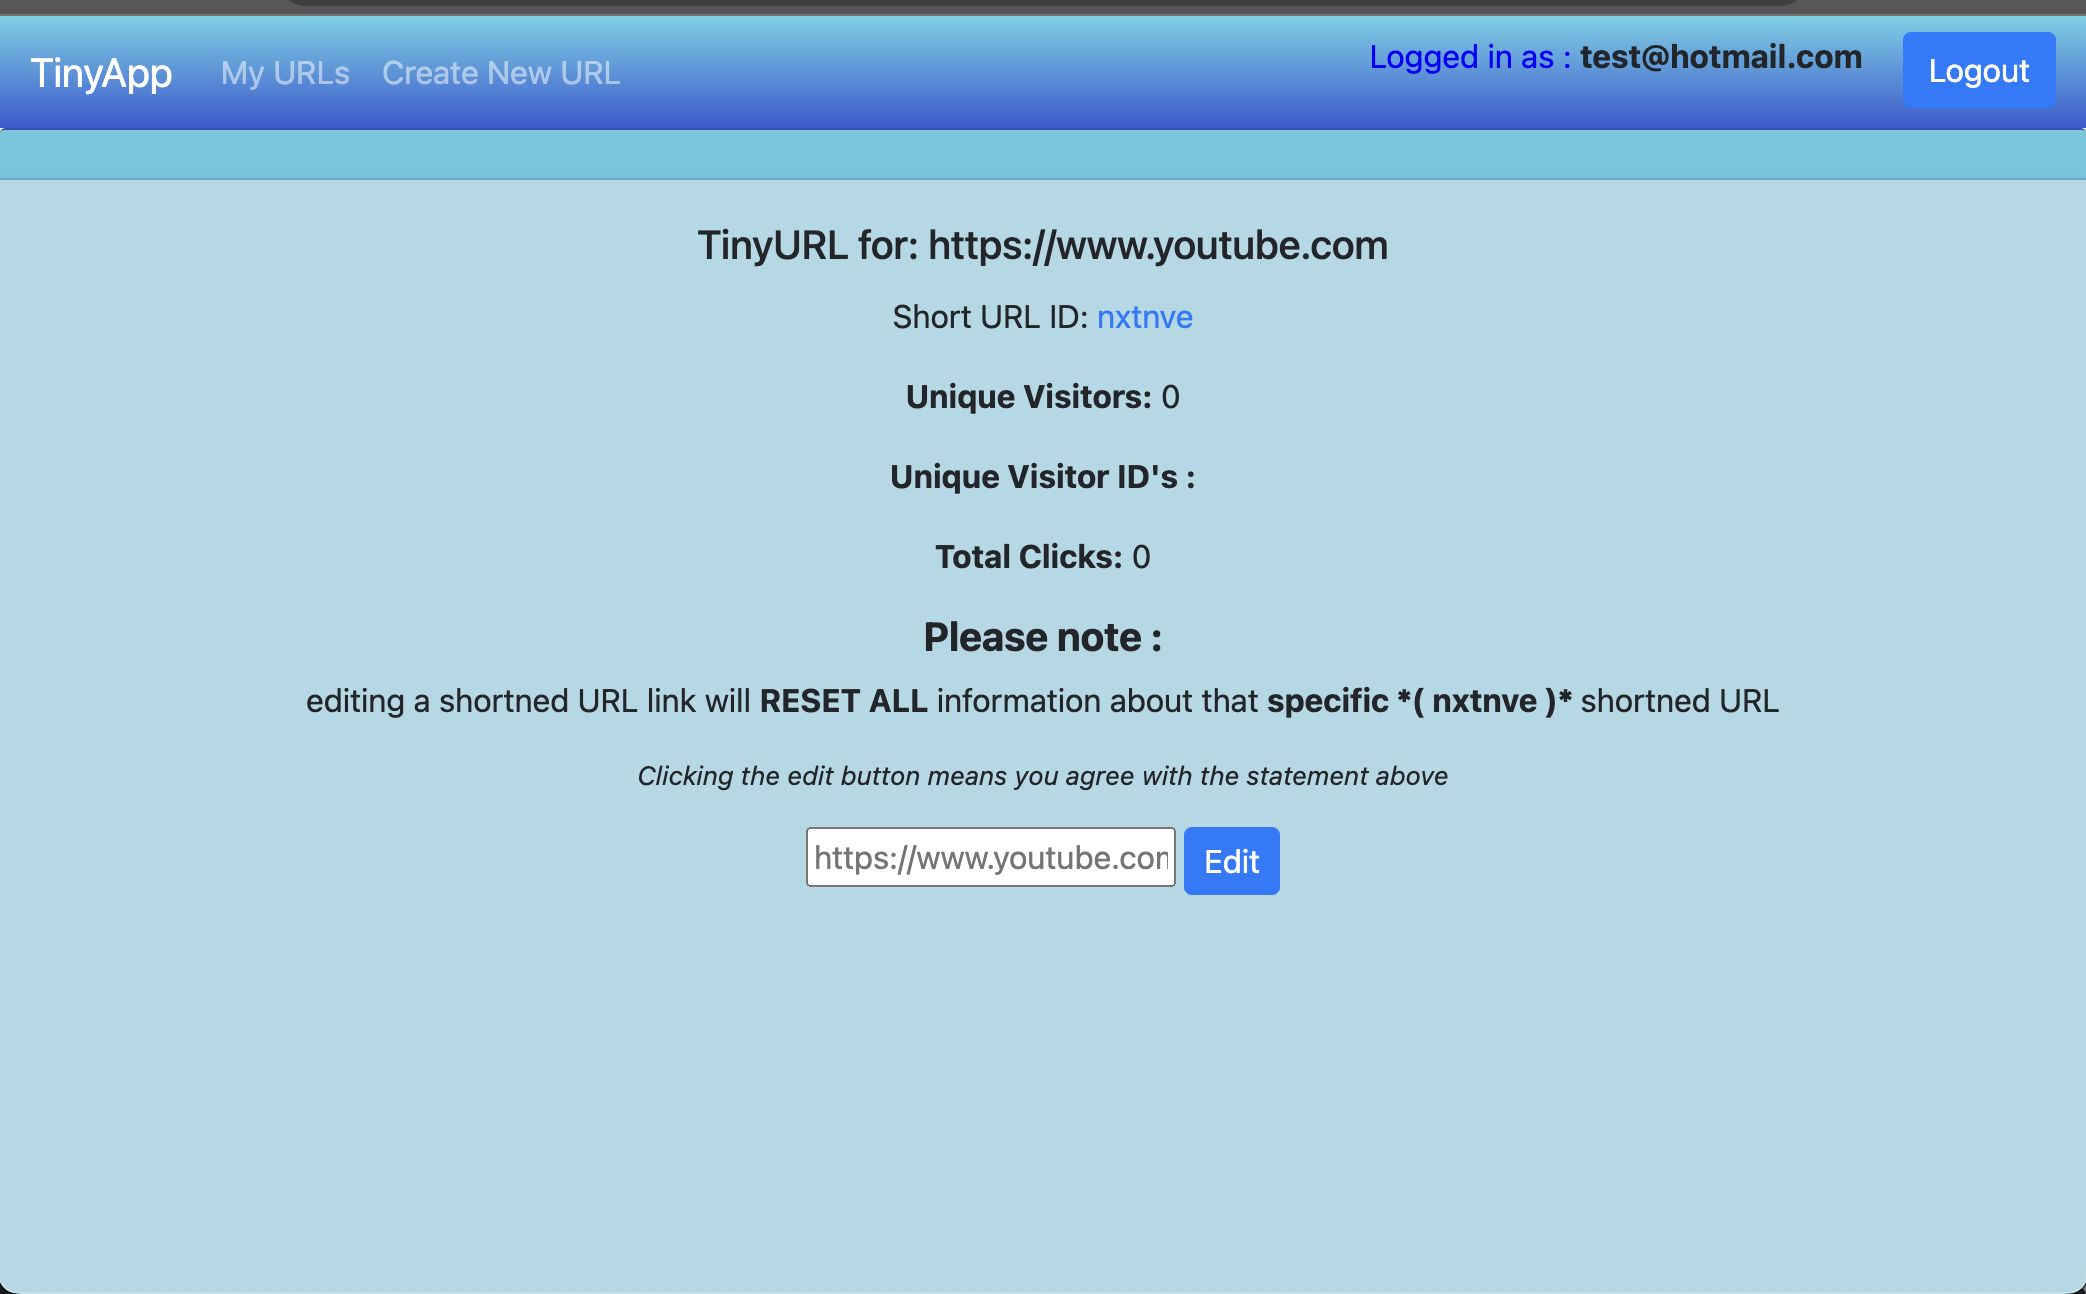 TinyApp My URLs Create New URL Logged in as : test@hotmail.com Logout
TinyURL for: https://www.youtube.com
Short URL ID: nxtnve
Unique Visitors: 0
Unique Visitor ID's :
Total Clicks: 0
Please note :
editing a shortned URL link will RESET ALL information about that specific *( nxtnve )* shortned URL
Clicking the edit button means you agree with the statement above
https://www.youtube.com Edit